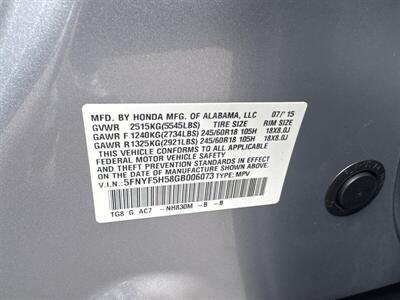 MFD. BY HONDA MFG. OF ALABAMA, LLC 07/'15
GVWR 2515KG(5545LBS) TIRE SIZE RIM SIZE
GAWR F 1240KG(2734LBS) 245/60R18 105H 18X8.0J
GAWR R1325KG(2921LBS) 245/60R18 105H 18X8.0J
THIS VEHICLE CONFORMS TO ALL APPLICABLE
FEDERAL MOTOR VEHICLE SAFETY AND THEFT
PREVENTION STANDARDS IN EFFECT ON THE
DATE OF MANUFACTURE SHOWN ABOVE.
V.I.N.: 5FNYF5H58GB006073 TYPE: MPV
TG8 G AC7 -NH830M -B -B